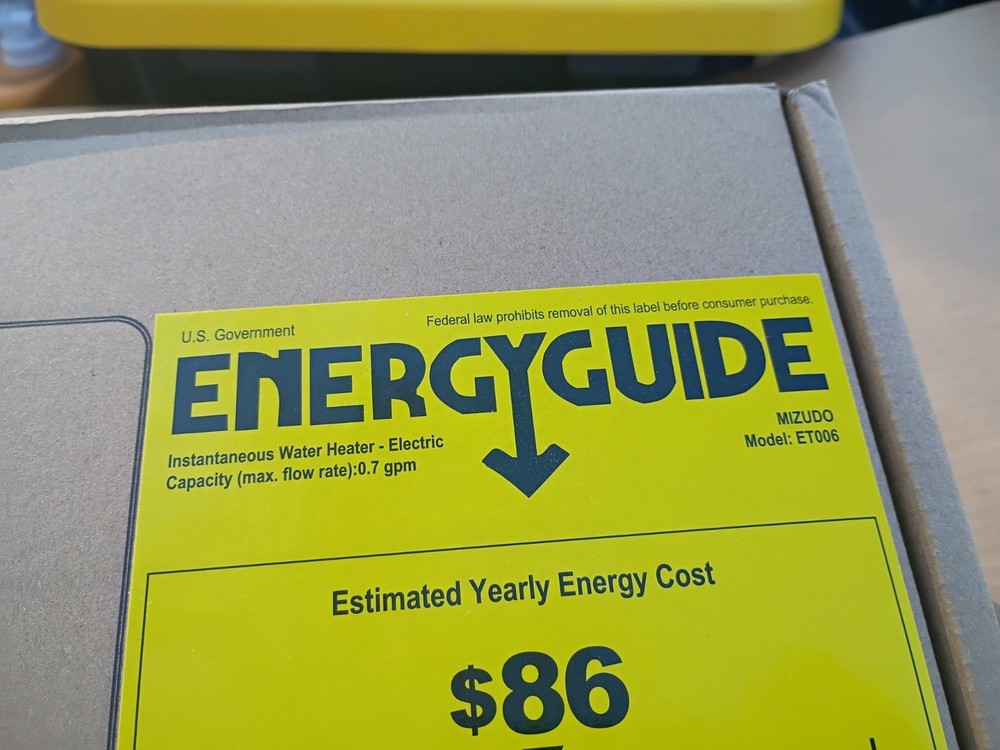 U.S. Government
Federal law prohibits removal of this label before consumer purchase.
ENERGYGUIDE
Instantaneous Water Heater - Electric
Capacity (max. flow rate):0.7 gpm
MIZUDO
Model: ET006
Estimated Yearly Energy Cost
$86